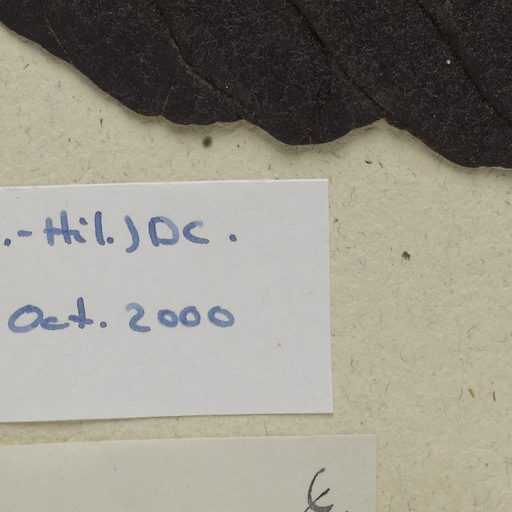 .-Hil.) DC.
Oct. 2000